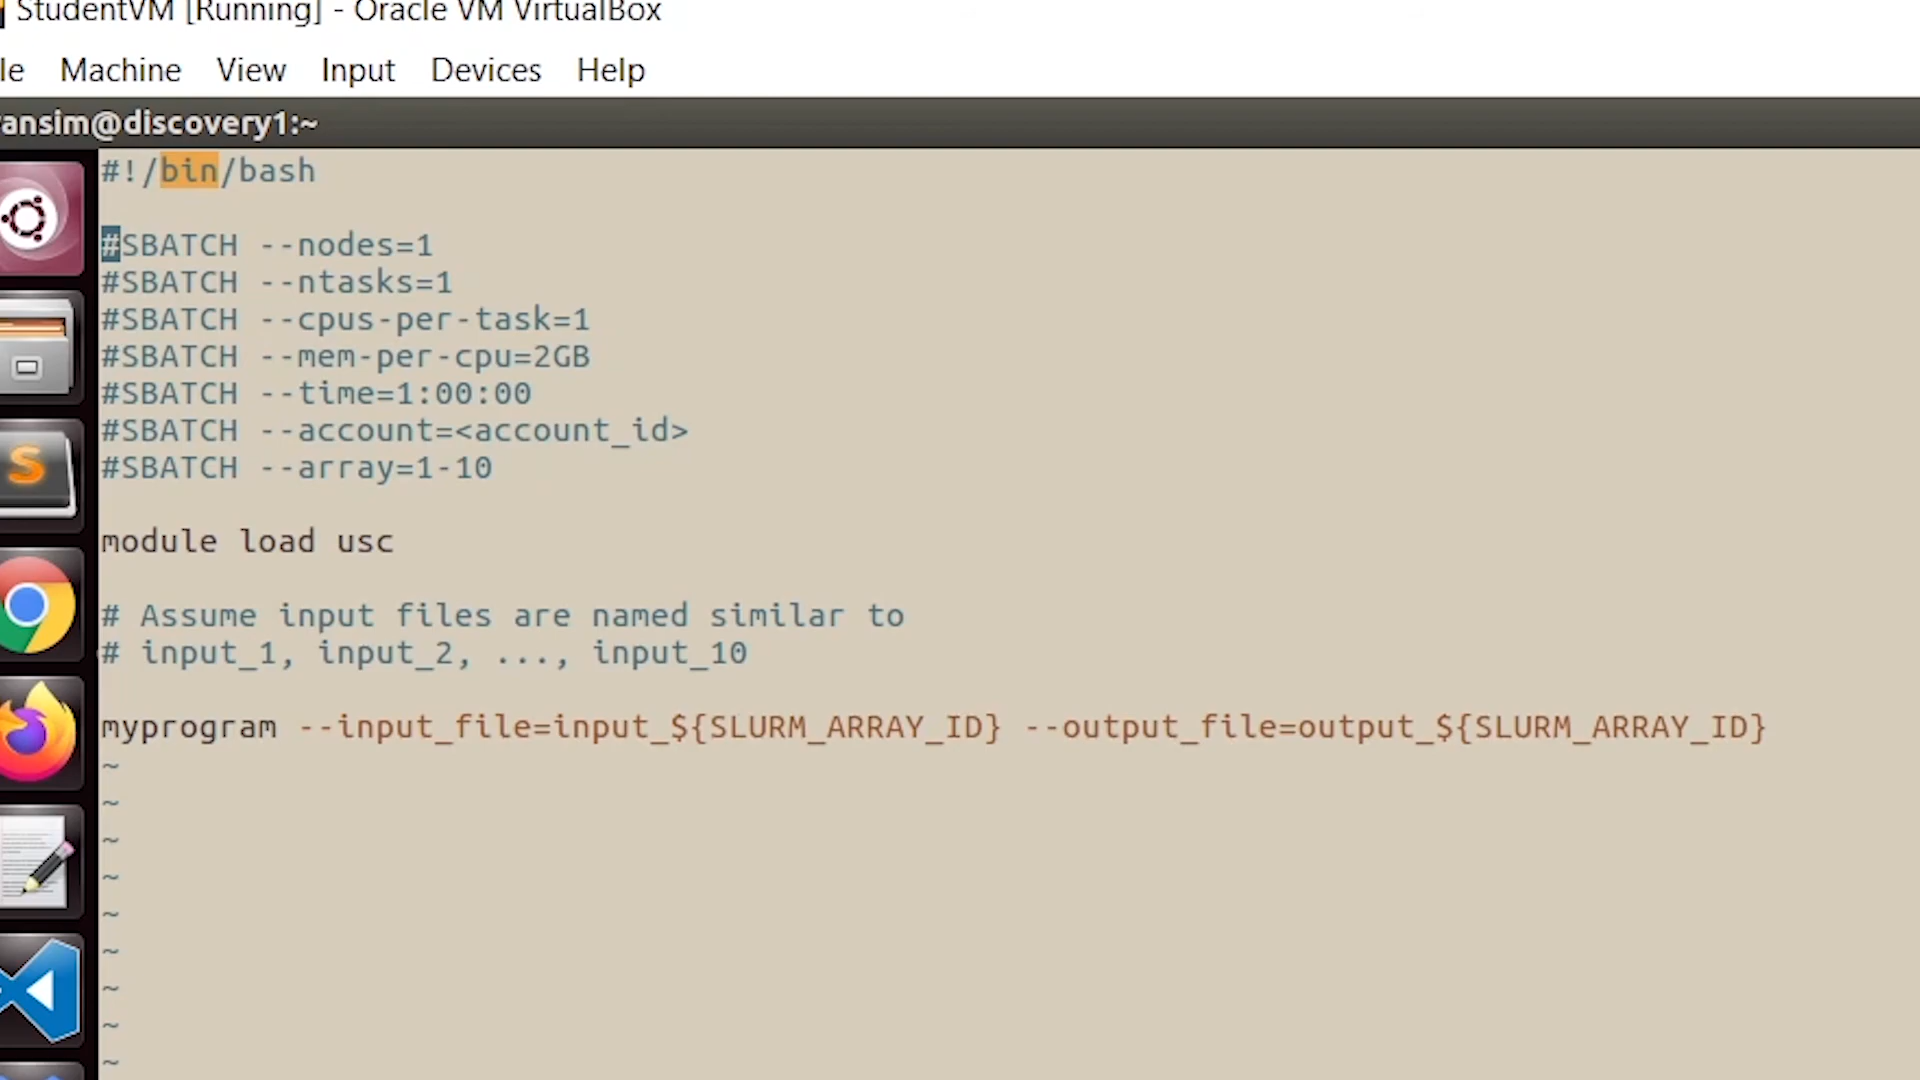 StudentVM [Running] - Oracle VM VirtualBox
le Machine View Input Devices Help
ansim@discovery1:~
#!/bin/bash
#SBATCH --nodes=1
#SBATCH --ntasks=1
#SBATCH --cpus-per-task=1
#SBATCH --mem-per-cpu=2GB
#SBATCH --time=1:00:00
#SBATCH --account=<account_id>
#SBATCH --array=1-10
module load usc
# Assume input files are named similar to
# input_1, input_2, ..., input_10
myprogram --input_file=input_${SLURM_ARRAY_ID} --output_file=output_${SLURM_ARRAY_ID}
~
~
~
~
~
~
~
~
~